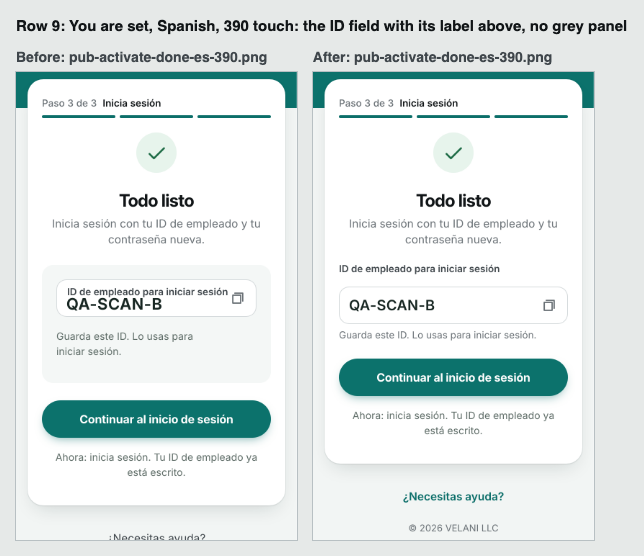 Row 9: You are set, Spanish, 390 touch: the ID field with its label above, no grey panel
Before: pub-activate-done-es-390.png
Paso 3 de 3 Inicia sesión
Todo listo
Inicia sesión con tu ID de empleado y tu
contraseña nueva.
ID de empleado para iniciar sesión
QA-SCAN-B
Guarda este ID. Lo usas para
iniciar sesión.
Continuar al inicio de sesión
Ahora: inicia sesión. Tu ID de empleado ya
está escrito.
¿Necesitas ayuda?
After: pub-activate-done-es-390.png
Paso 3 de 3 Inicia sesión
Todo listo
Inicia sesión con tu ID de empleado y tu
contraseña nueva.
ID de empleado para iniciar sesión
QA-SCAN-B
Guarda este ID. Lo usas para iniciar sesión.
Continuar al inicio de sesión
Ahora: inicia sesión. Tu ID de empleado ya
está escrito.
¿Necesitas ayuda?
© 2026 VELANI LLC